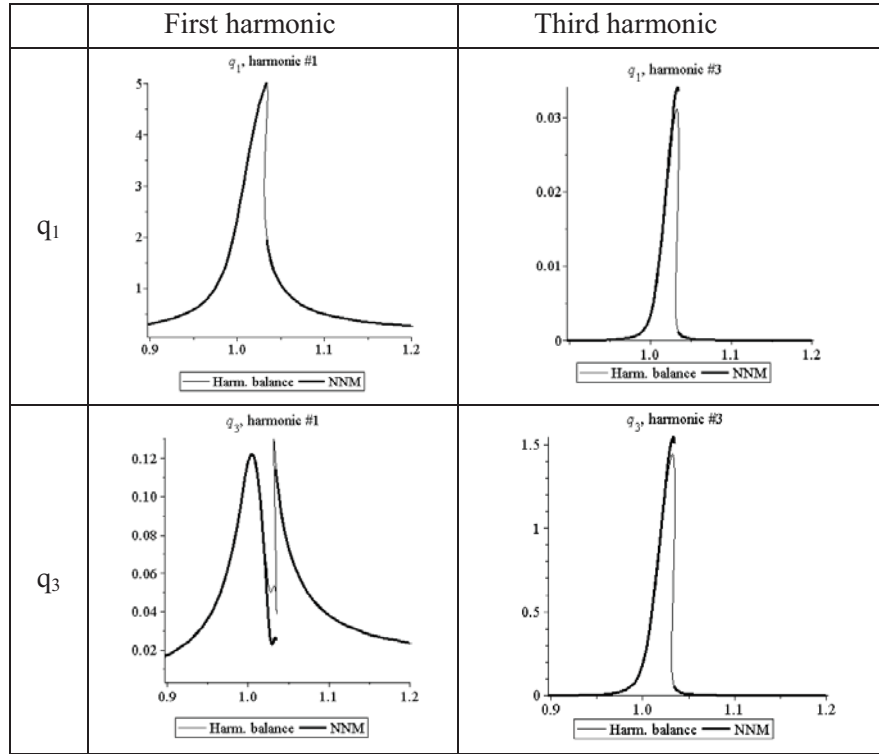 First harmonic
Third harmonic
q1
q1, harmonic #1
5
4
3
2
1
0.9 1.0 1.1 1.2
Harm. balance NNM
q1, harmonic #3
0.03
0.02
0.01
0
1.0 1.1 1.2
Harm. balance NNM
q3
q3, harmonic #1
0.12
0.10
0.08
0.06
0.04
0.02
0.9 1.0 1.1 1.2
Harm. balance NNM
q3, harmonic #3
1.5
1
0.5
0
0.9 1.0 1.1 1.2
Harm. balance NNM